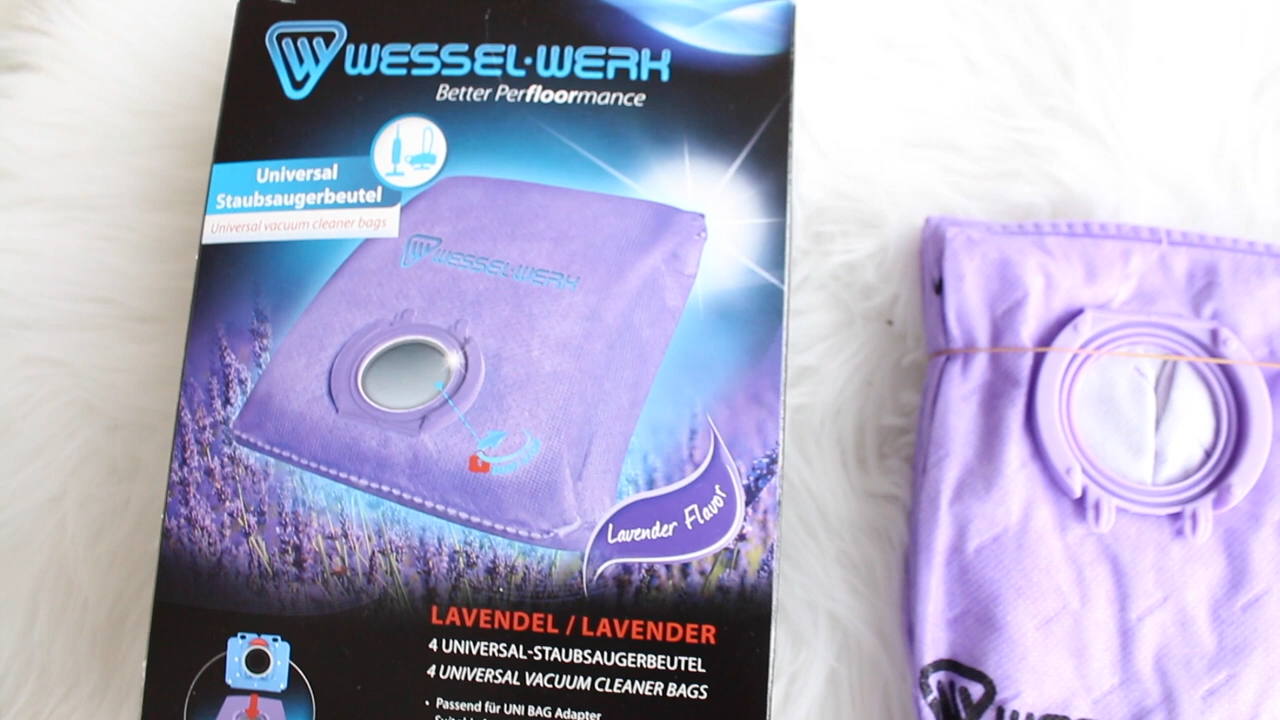 WESSEL·WERK
Better Perfloormance
Universal
Staubsaugerbeutel
Universal vacuum cleaner bags
WESSEL·WERK
Lavender Flavor
LAVENDEL / LAVENDER
4 UNIVERSAL-STAUBSAUGERBEUTEL
4 UNIVERSAL VACUUM CLEANER BAGS
• Passend für UNI BAG Adapter